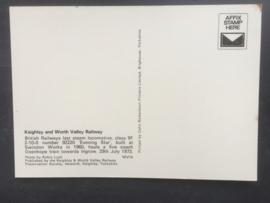 AFFIX
STAMP
HERE
Keighley and Worth Valley Railway
British Railways last steam locomotive, class 9F
2-10-0 number 92220 'Evening Star', built at
Swindon Works in 1960, hauls a five coach
Oxenhope train towards Ingrow. 29th July 1973.
Photo by Robin Lush
Published by the Keighley & Worth Valley Railway
Preservation Society, Haworth, Keighley, Yorkshire.